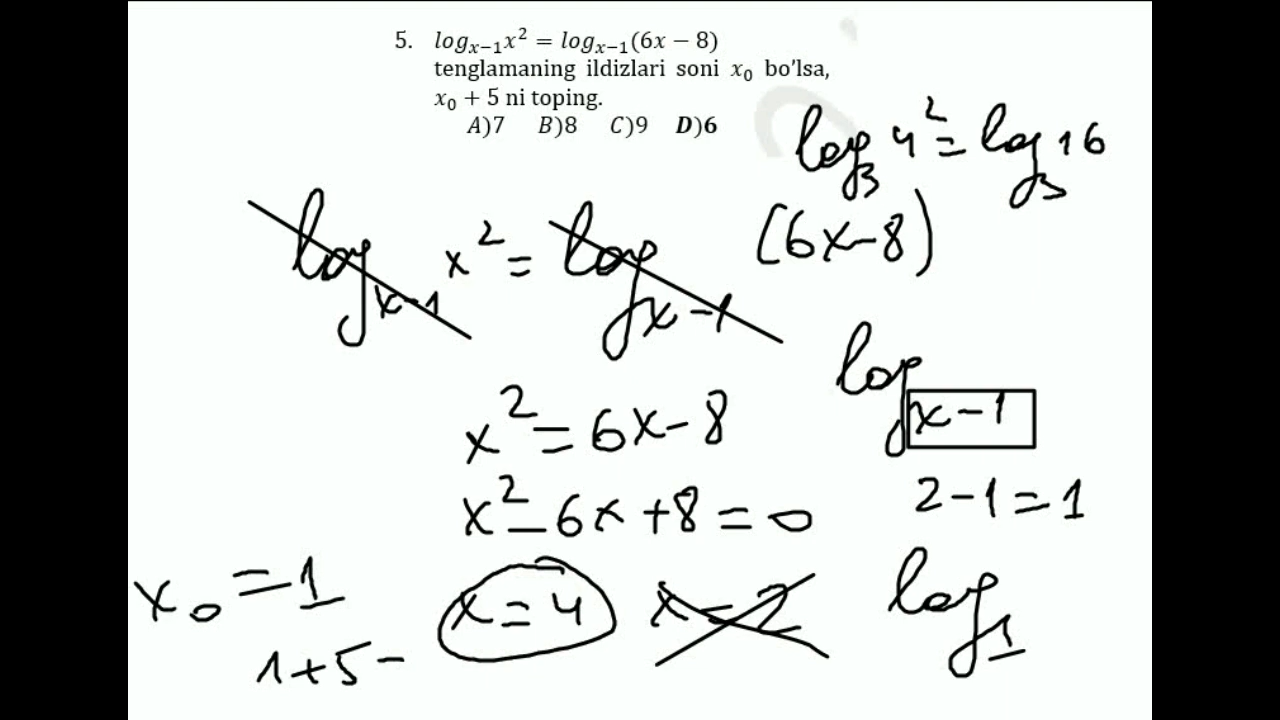 5. log_{x−1}x² = log_{x−1}(6x − 8)
tenglamaning ildizlari soni x₀ bo'lsa,
x₀ + 5 ni toping.
A)7 B)8 C)9 D)6
log₃ 4² = log₃ 16
log_{x−1} x² = log_{x−1} (6x−8)
log_{x−1}
x² = 6x−8
2−1=1
x²−6x+8=0
x₀=1 x=4 x=2 log₁
1+5=